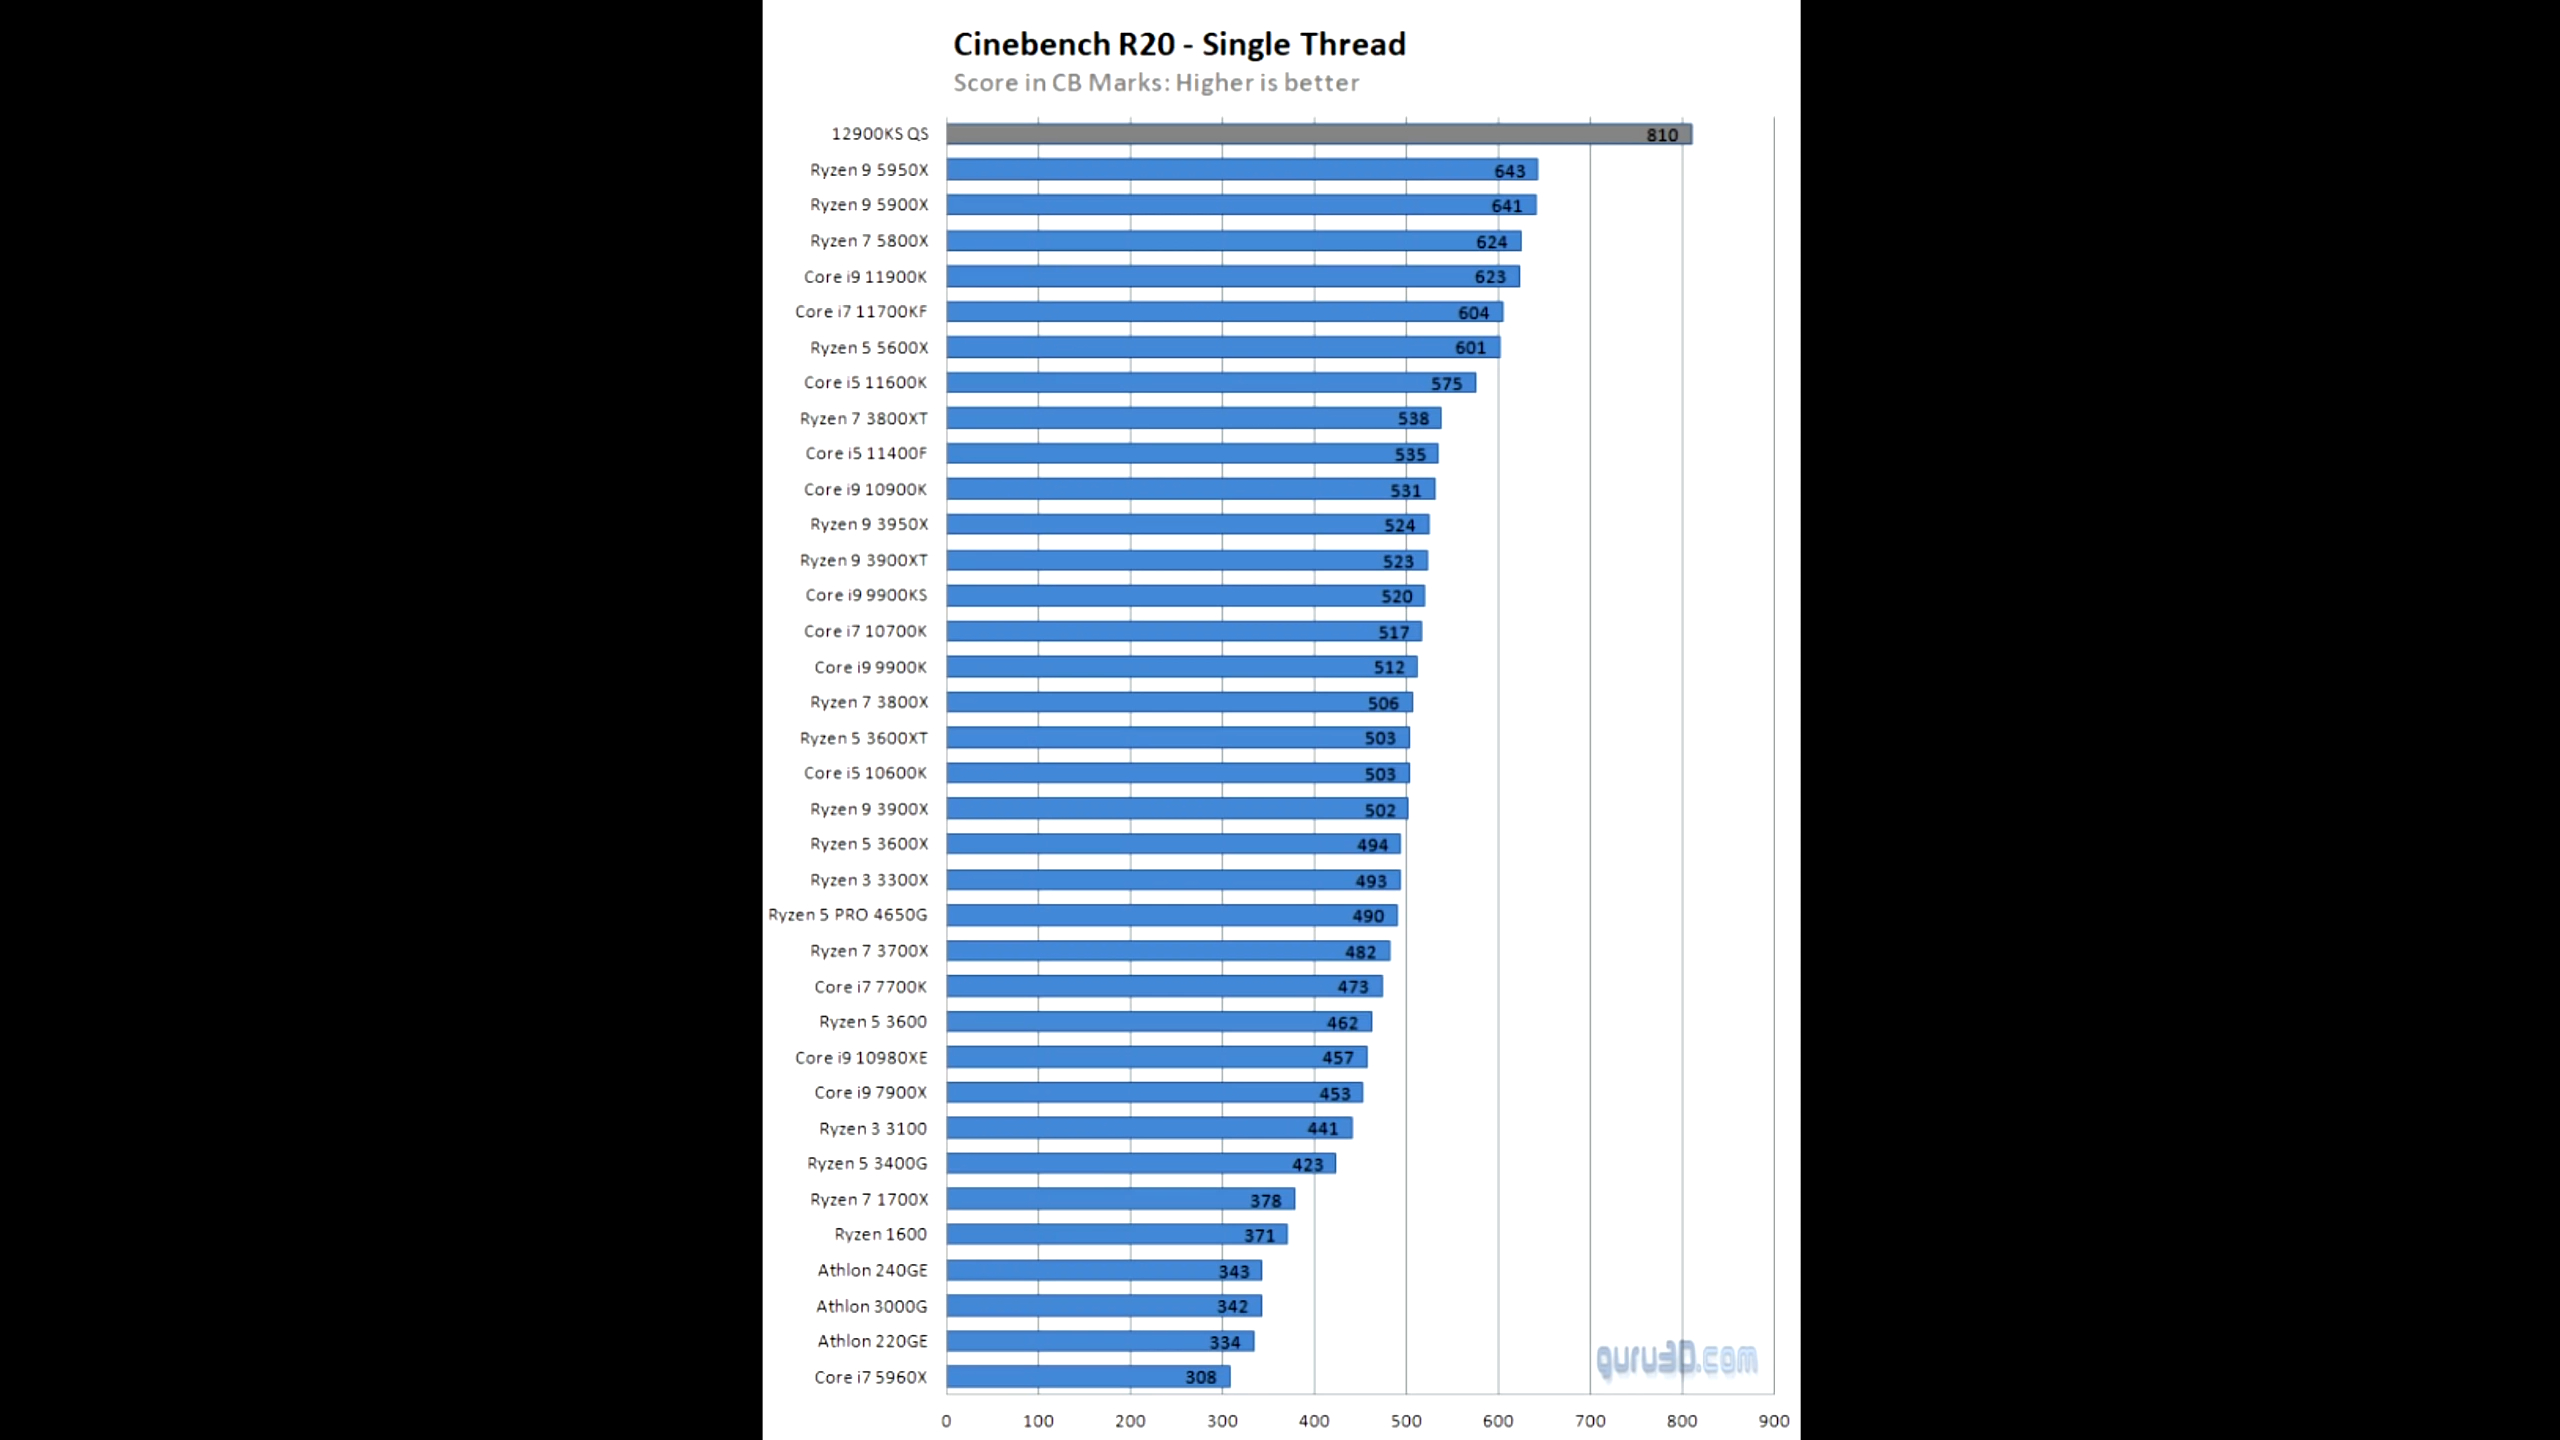 Cinebench R20 - Single Thread
Score in CB Marks: Higher is better
12900KS QS 810
Ryzen 9 5950X 643
Ryzen 9 5900X 641
Ryzen 7 5800X 624
Core i9 11900K 623
Core i7 11700KF 604
Ryzen 5 5600X 601
Core i5 11600K 575
Ryzen 7 3800XT 538
Core i5 11400F 535
Core i9 10900K 531
Ryzen 9 3950X 524
Ryzen 9 3900XT 523
Core i9 9900KS 520
Core i7 10700K 517
Core i9 9900K 512
Ryzen 7 3800X 506
Ryzen 5 3600XT 503
Core i5 10600K 503
Ryzen 9 3900X 502
Ryzen 5 3600X 494
Ryzen 3 3300X 493
Ryzen 5 PRO 4650G 490
Ryzen 7 3700X 482
Core i7 7700K 473
Ryzen 5 3600 462
Core i9 10980XE 457
Core i9 7900X 453
Ryzen 3 3100 441
Ryzen 5 3400G 423
Ryzen 7 1700X 378
Ryzen 1600 371
Athlon 240GE 343
Athlon 3000G 342
Athlon 220GE 334
Core i7 5960X 308
guru3D.com
0 100 200 300 400 500 600 700 800 900